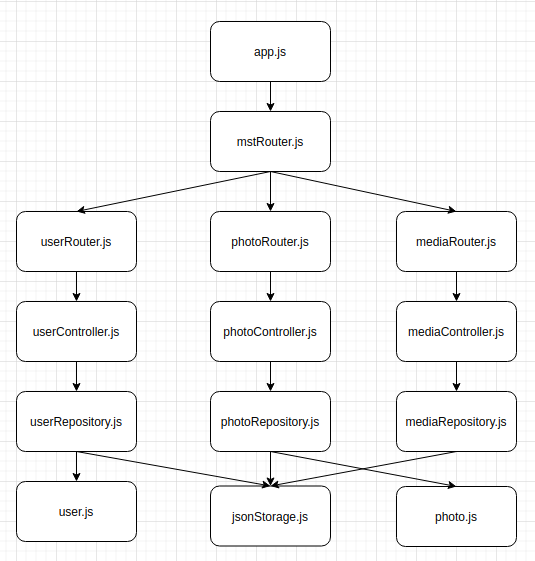 app.js
mstRouter.js
userRouter.js
photoRouter.js
mediaRouter.js
userController.js
photoController.js
mediaController.js
userRepository.js
photoRepository.js
mediaRepository.js
user.js
jsonStorage.js
photo.js